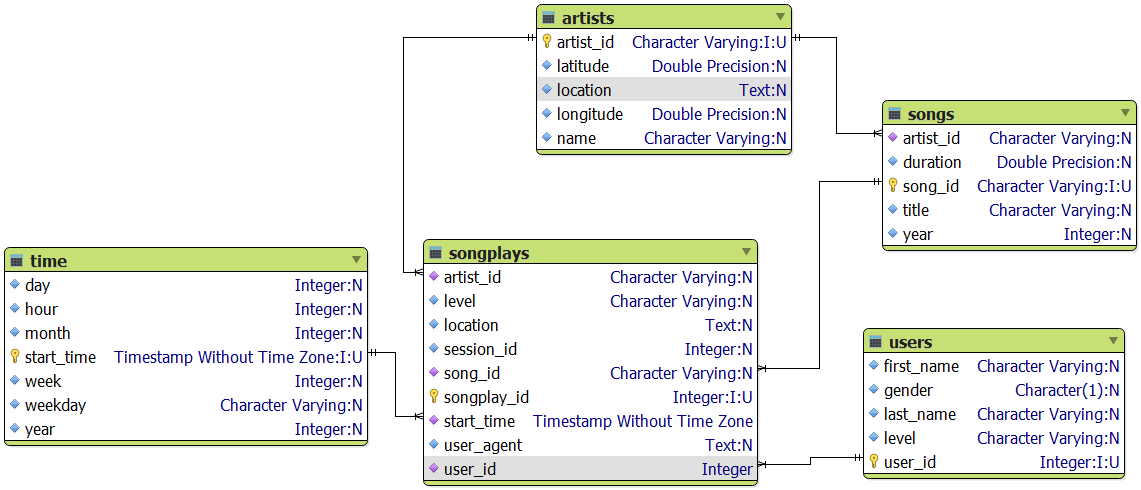 artists
artist_id Character Varying:I:U
latitude Double Precision:N
location Text:N
longitude Double Precision:N
name Character Varying:N
songs
artist_id Character Varying:N
duration Double Precision:N
song_id Character Varying:I:U
title Character Varying:N
year Integer:N
time
day Integer:N
hour Integer:N
month Integer:N
start_time Timestamp Without Time Zone:I:U
week Integer:N
weekday Character Varying:N
year Integer:N
songplays
artist_id Character Varying:N
level Character Varying:N
location Text:N
session_id Integer:N
song_id Character Varying:N
songplay_id Integer:I:U
start_time Timestamp Without Time Zone
user_agent Text:N
user_id Integer
users
first_name Character Varying:N
gender Character(1):N
last_name Character Varying:N
level Character Varying:N
user_id Integer:I:U